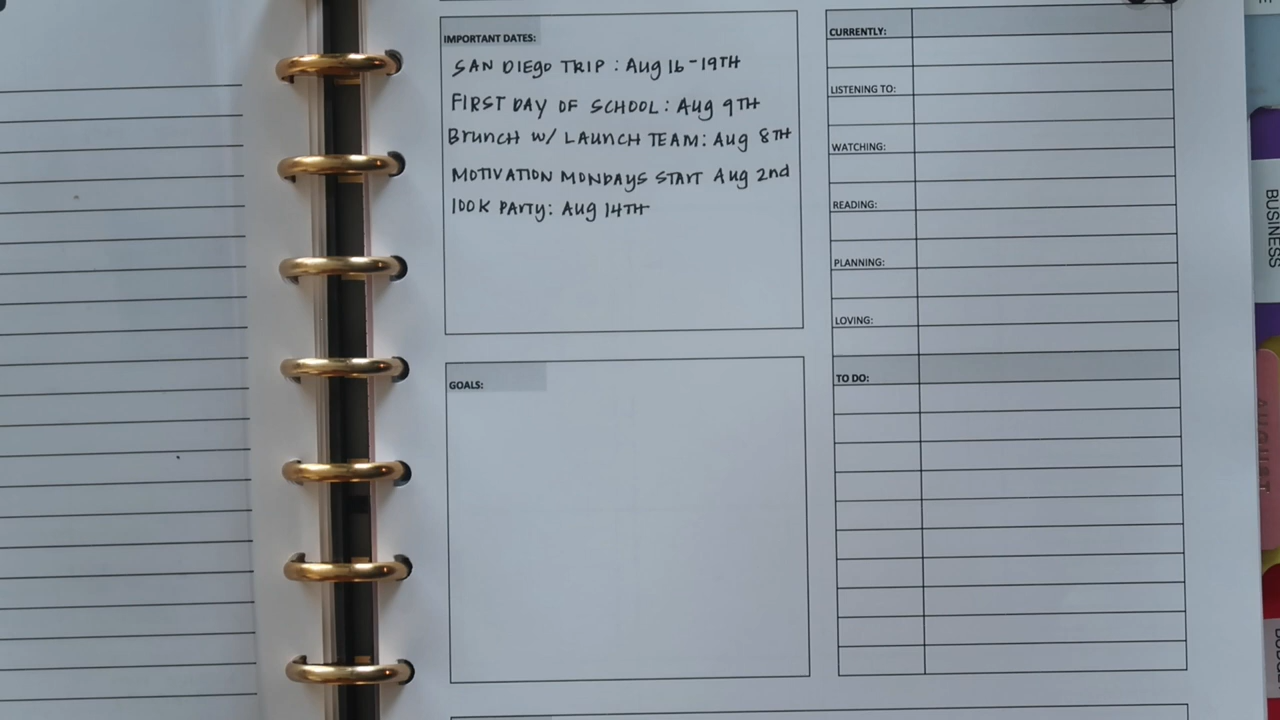 IMPORTANT DATES:
SAN DIEGO TRIP : Aug 16-19TH
FIRST DAY OF SCHOOL: Aug 9TH
Brunch w/ LAUNCH TEAM: Aug 8TH
MOTIVATION MONDAYS START Aug 2nd
100K PARTY: Aug 14TH
GOALS:
CURRENTLY:
LISTENING TO:
WATCHING:
READING:
PLANNING:
LOVING:
TO DO:
BUSINESS
AUGUST